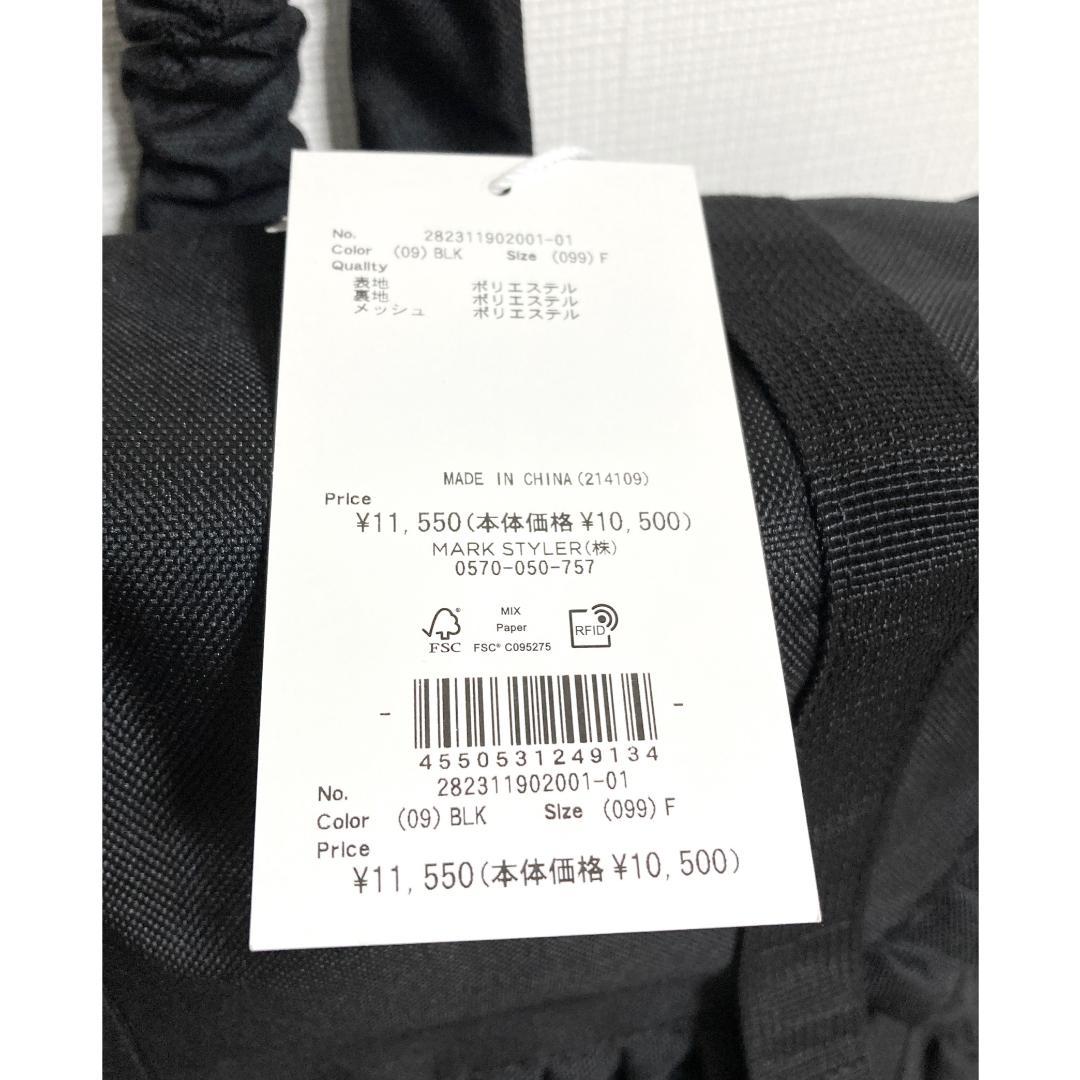 No. 282311902001-01
Color (09) BLK Size (099) F
Quality
表地 ポリエステル
裏地 ポリエステル
メッシュ ポリエステル
MADE IN CHINA(214109)
Price
¥11,550(本体価格 ¥10,500)
MARK STYLER(株)
0570-050-757
FSC® MIX
Paper
FSC® C095275
RFID
4550531249134
No. 282311902001-01
Color (09) BLK Size (099) F
Price
¥11,550(本体価格 ¥10,500)